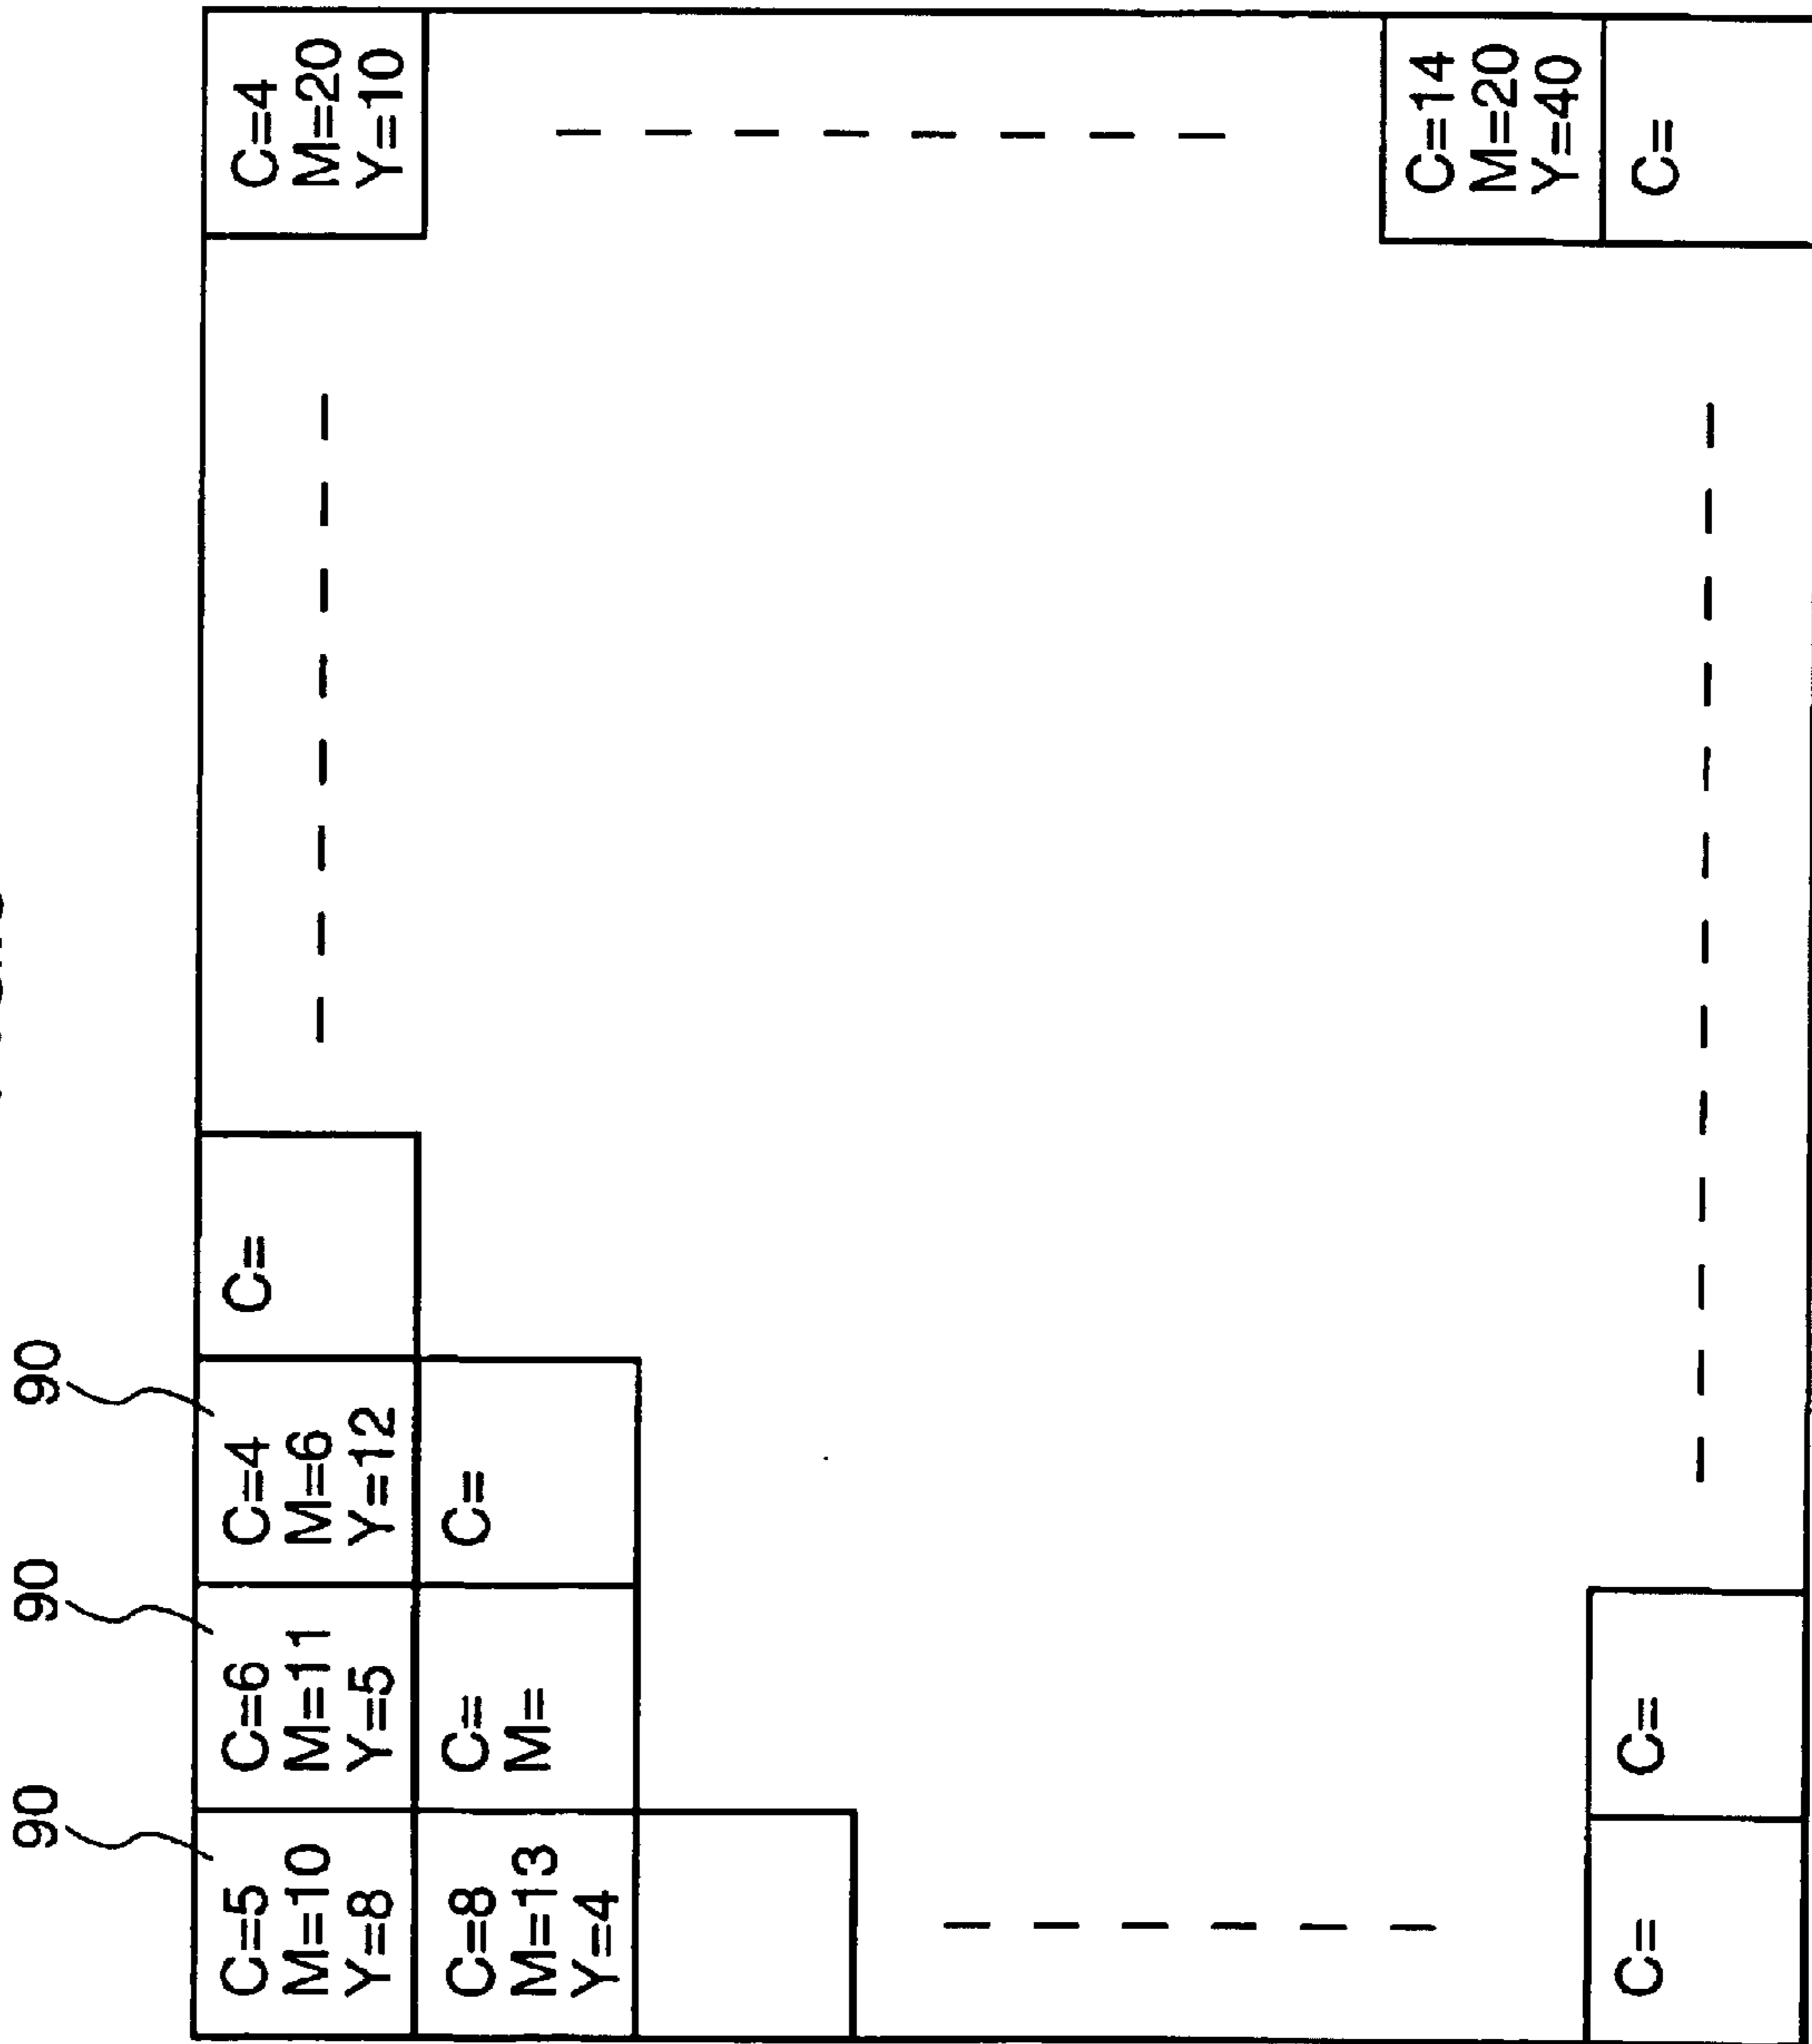 90 90 90
C=5
M=10
Y=8
C=6
M=11
Y=5
C=4
M=6
Y=12
C=
C=4
M=20
Y=10
C=8
M=13
Y=4
C=
M=
C=
C=14
M=20
Y=40
C=
C=
C=